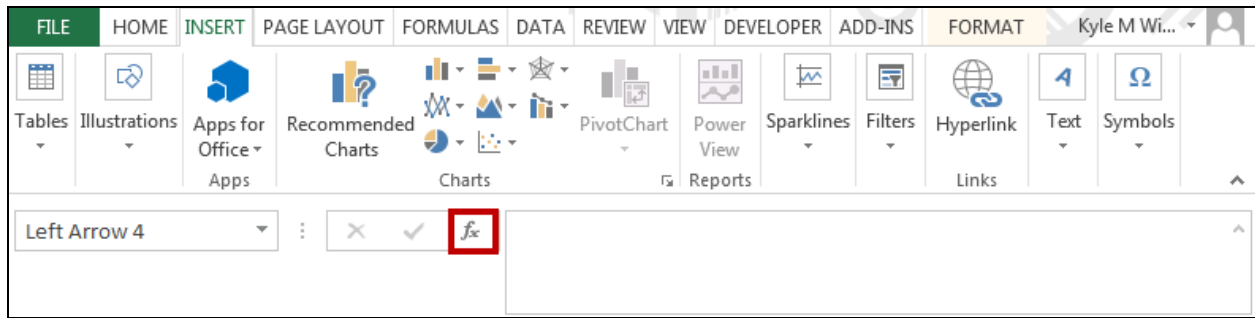 FILE HOME INSERT PAGE LAYOUT FORMULAS DATA REVIEW VIEW DEVELOPER ADD-INS FORMAT Kyle M Wi...
Tables Illustrations Apps for Office Recommended Charts PivotChart Power View Sparklines Filters Hyperlink Text Symbols
Apps Charts Reports Links
Left Arrow 4 fx